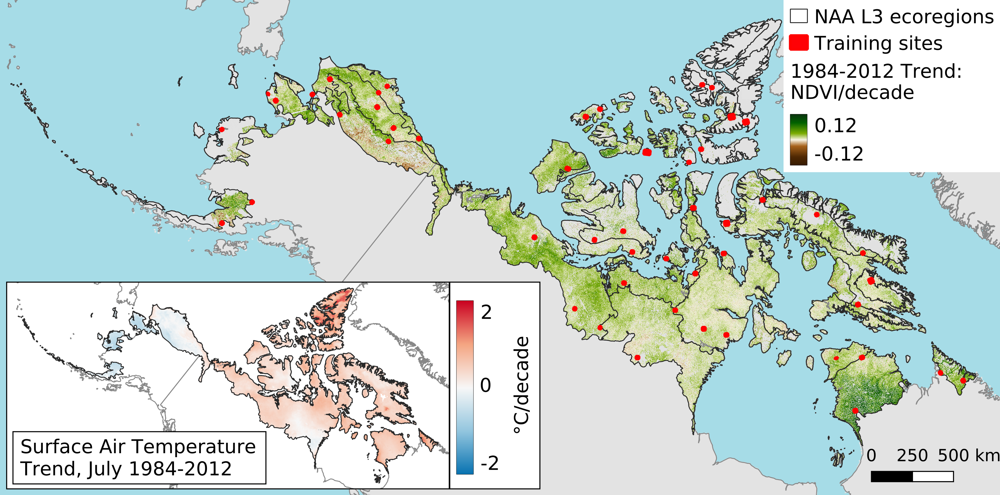 NAA L3 ecoregions
Training sites
1984-2012 Trend:
NDVI/decade
0.12
-0.12
2
0
-2
°C/decade
Surface Air Temperature
Trend, July 1984-2012
0 250 500 km